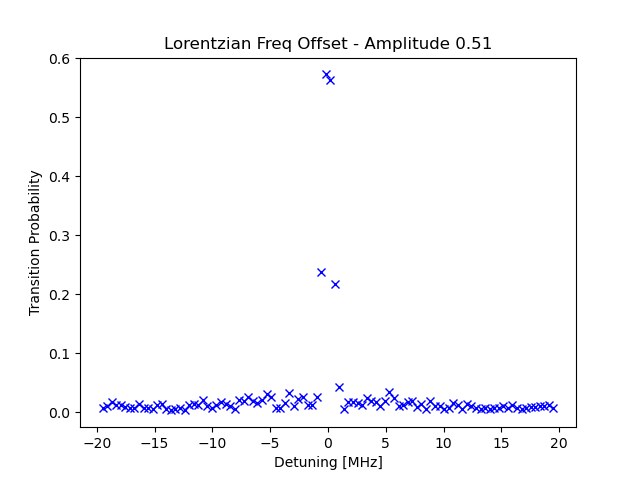 Lorentzian Freq Offset - Amplitude 0.51
0.6
0.5
0.4
0.3
0.2
0.1
0.0
Transition Probability
−20 −15 −10 −5 0 5 10 15 20
Detuning [MHz]